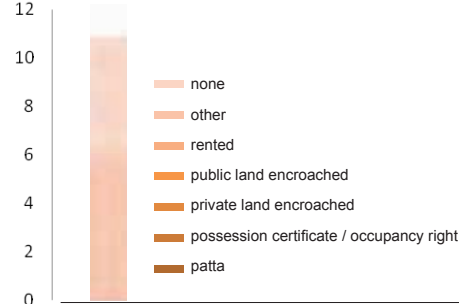 12
10
8
6
4
2
0
none
other
rented
public land encroached
private land encroached
possession certificate / occupancy right
patta